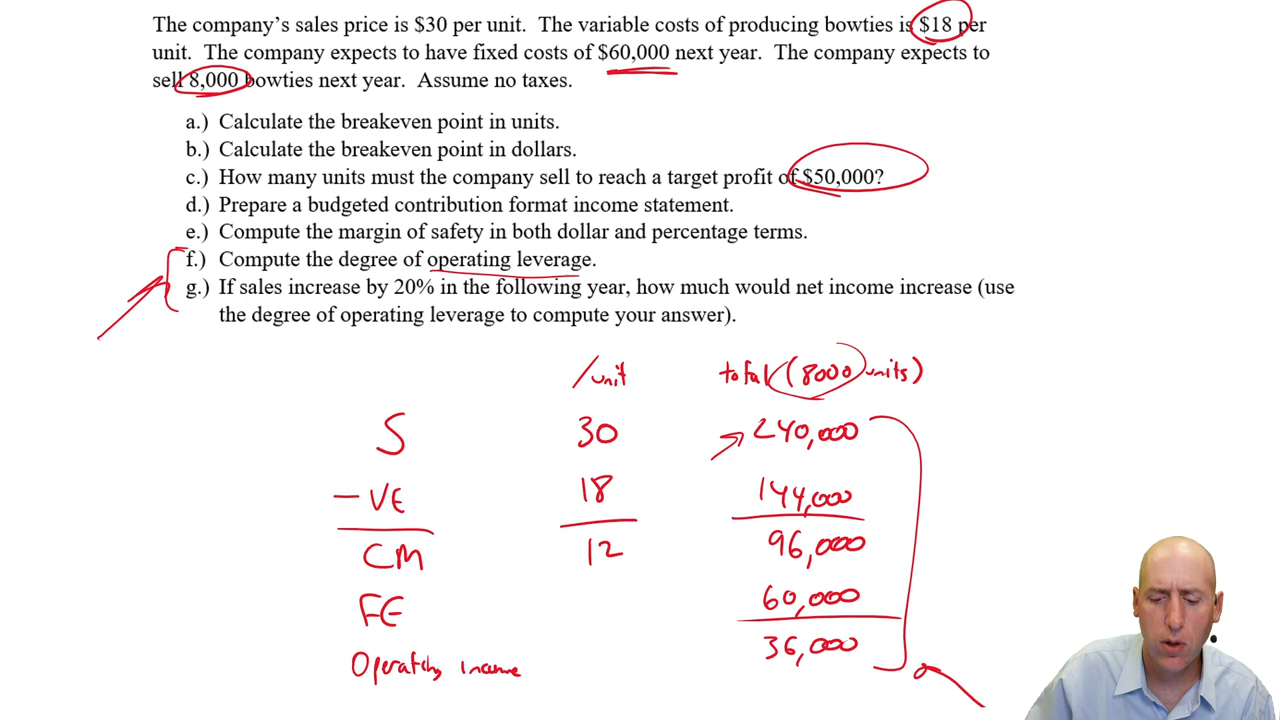 The company’s sales price is $30 per unit.  The variable costs of producing bowties is $18 per
unit.  The company expects to have fixed costs of $60,000 next year.  The company expects to
sell 8,000 bowties next year.  Assume no taxes.
a.) Calculate the breakeven point in units.
b.) Calculate the breakeven point in dollars.
c.) How many units must the company sell to reach a target profit of $50,000?
d.) Prepare a budgeted contribution format income statement.
e.) Compute the margin of safety in both dollar and percentage terms.
f.) Compute the degree of operating leverage.
g.) If sales increase by 20% in the following year, how much would net income increase (use
the degree of operating leverage to compute your answer).
/unit total (8000 units)
S 30 240,000
- VE 18 144,000
CM 12 96,000
FE 60,000
Operating income 36,000